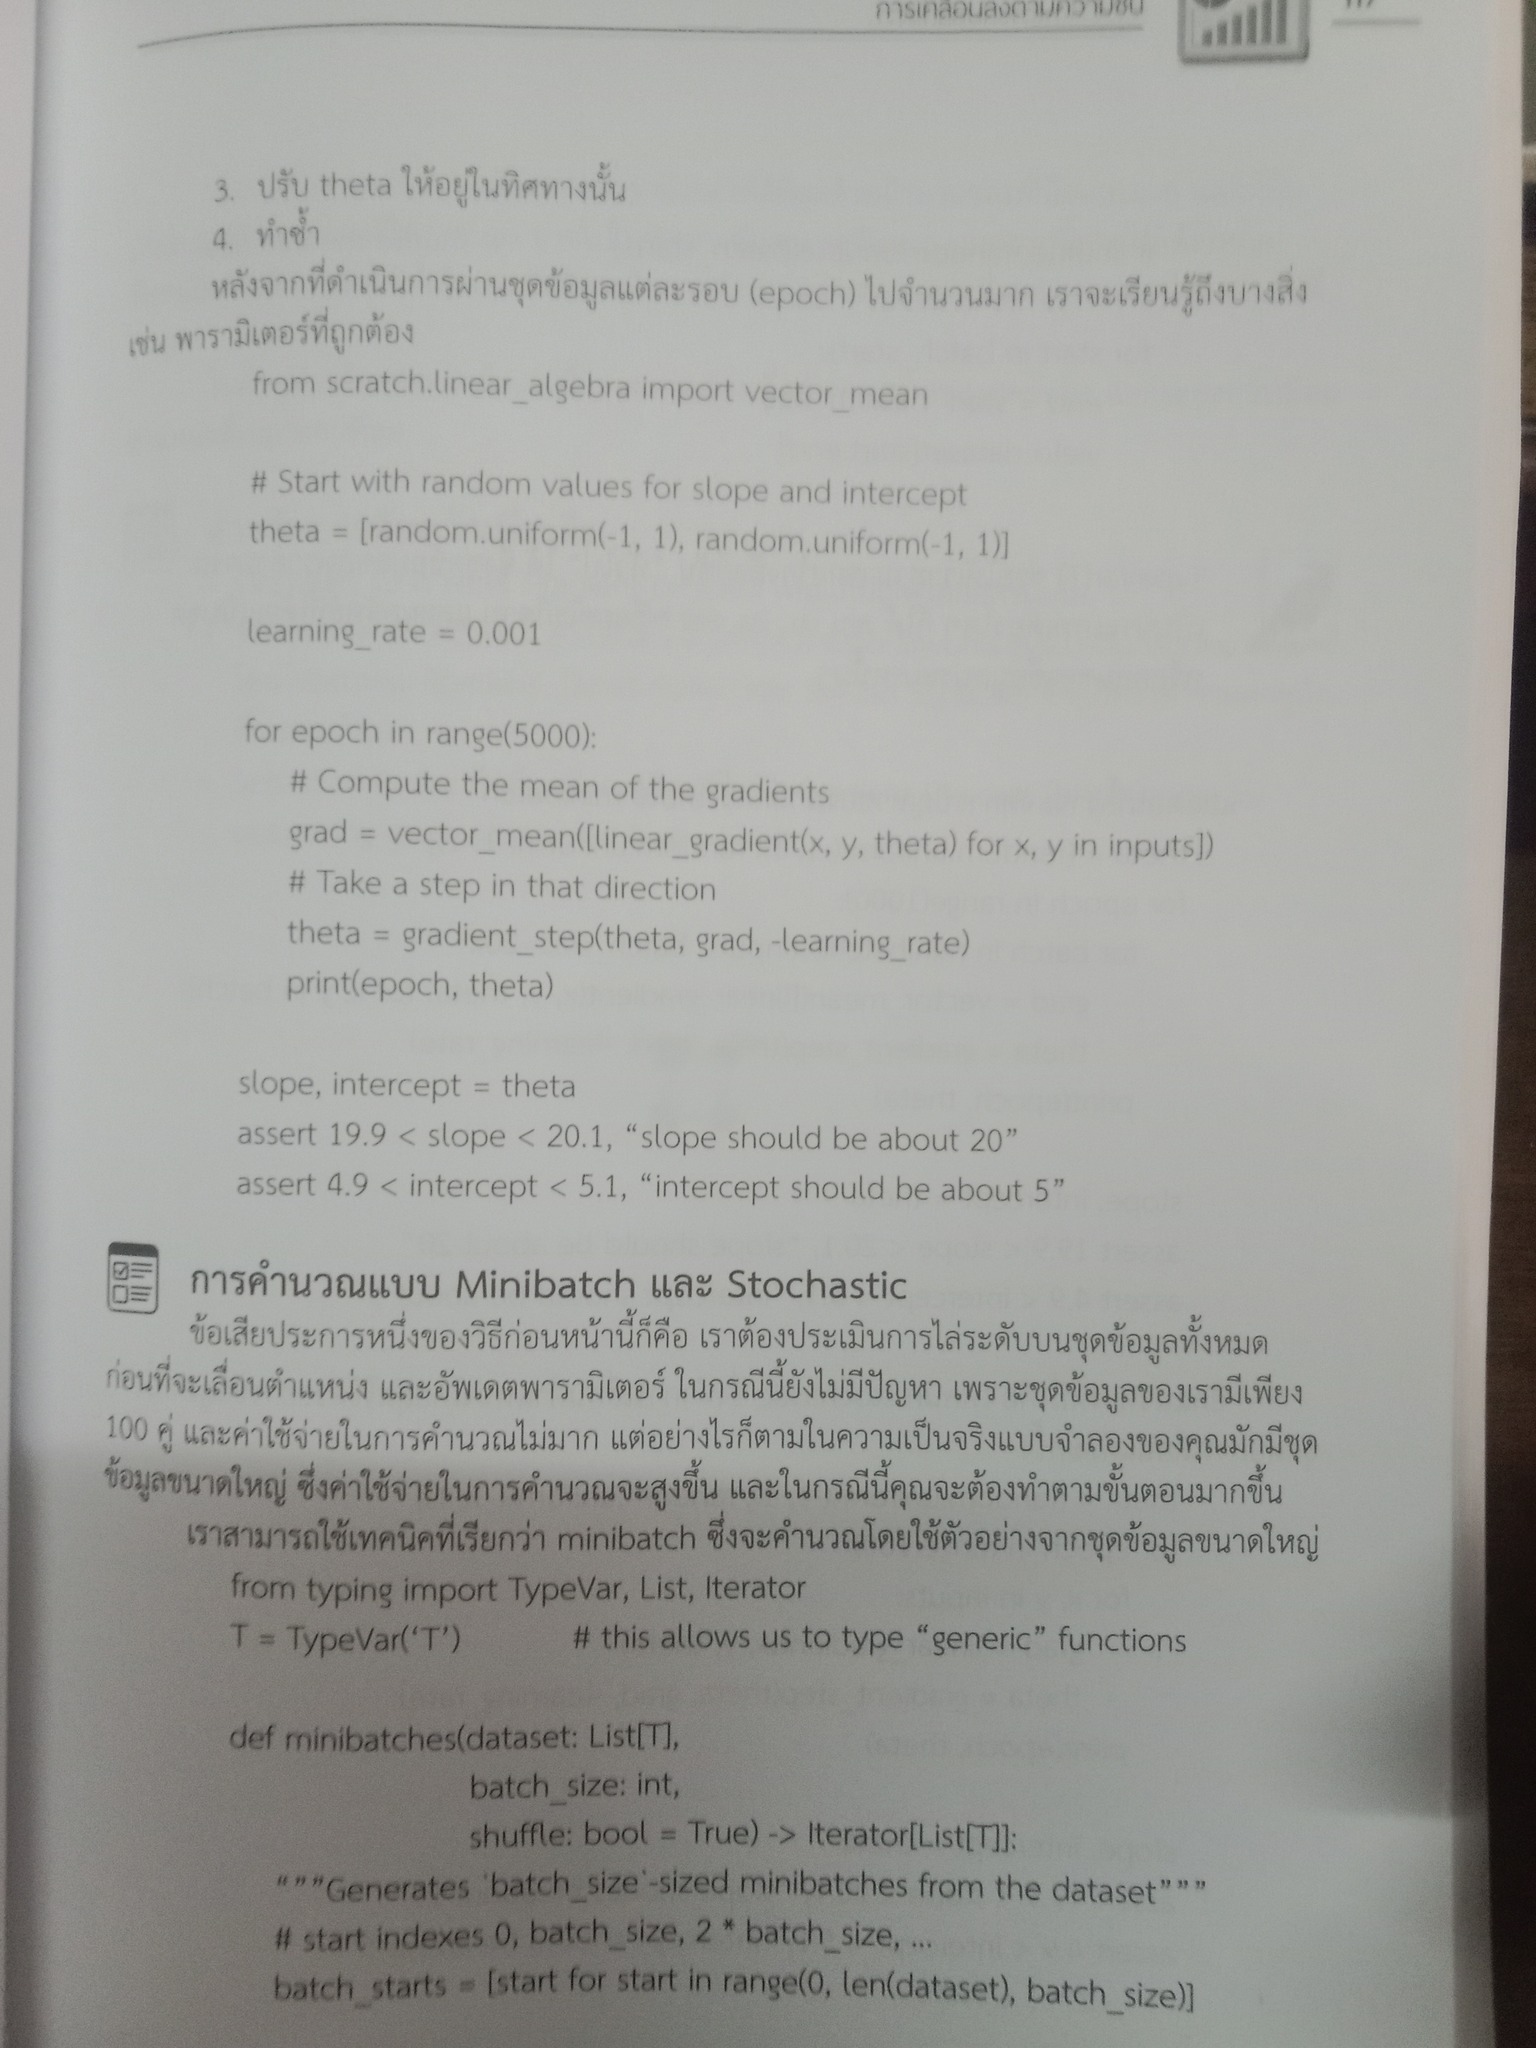 การเคลื่อนลงตามความชัน
3. ปรับ theta ให้อยู่ในทิศทางนั้น
4. ทำซ้ำ
หลังจากที่ดำเนินการผ่านชุดข้อมูลแต่ละรอบ (epoch) ไปจำนวนมาก เราจะเรียนรู้ถึงบางสิ่ง
เช่น พารามิเตอร์ที่ถูกต้อง
from scratch.linear_algebra import vector_mean
# Start with random values for slope and intercept
theta = [random.uniform(-1, 1), random.uniform(-1, 1)]
learning_rate = 0.001
for epoch in range(5000):
# Compute the mean of the gradients
grad = vector_mean([linear_gradient(x, y, theta) for x, y in inputs])
# Take a step in that direction
theta = gradient_step(theta, grad, -learning_rate)
print(epoch, theta)
slope, intercept = theta
assert 19.9 < slope < 20.1, “slope should be about 20”
assert 4.9 < intercept < 5.1, “intercept should be about 5”
การคำนวณแบบ Minibatch และ Stochastic
ข้อเสียประการหนึ่งของวิธีก่อนหน้านี้ก็คือ เราต้องประเมินการไล่ระดับบนชุดข้อมูลทั้งหมด
ก่อนที่จะเลื่อนตำแหน่ง และอัพเดตพารามิเตอร์ ในกรณีนี้ยังไม่มีปัญหา เพราะชุดข้อมูลของเรามีเพียง
100 คู่ และค่าใช้จ่ายในการคำนวณไม่มาก แต่อย่างไรก็ตามในความเป็นจริงแบบจำลองของคุณมักมีชุด
ข้อมูลขนาดใหญ่ ซึ่งค่าใช้จ่ายในการคำนวณจะสูงขึ้น และในกรณีนี้คุณจะต้องทำตามขั้นตอนมากขึ้น
เราสามารถใช้เทคนิคที่เรียกว่า minibatch ซึ่งจะคำนวณโดยใช้ตัวอย่างจากชุดข้อมูลขนาดใหญ่
from typing import TypeVar, List, Iterator
T = TypeVar(‘T’) # this allows us to type “generic” functions
def minibatches(dataset: List[T],
batch_size: int,
shuffle: bool = True) -> Iterator[List[T]]:
“””Generates `batch_size`-sized minibatches from the dataset”””
# start indexes 0, batch_size, 2 * batch_size, ...
batch_starts = [start for start in range(0, len(dataset), batch_size)]